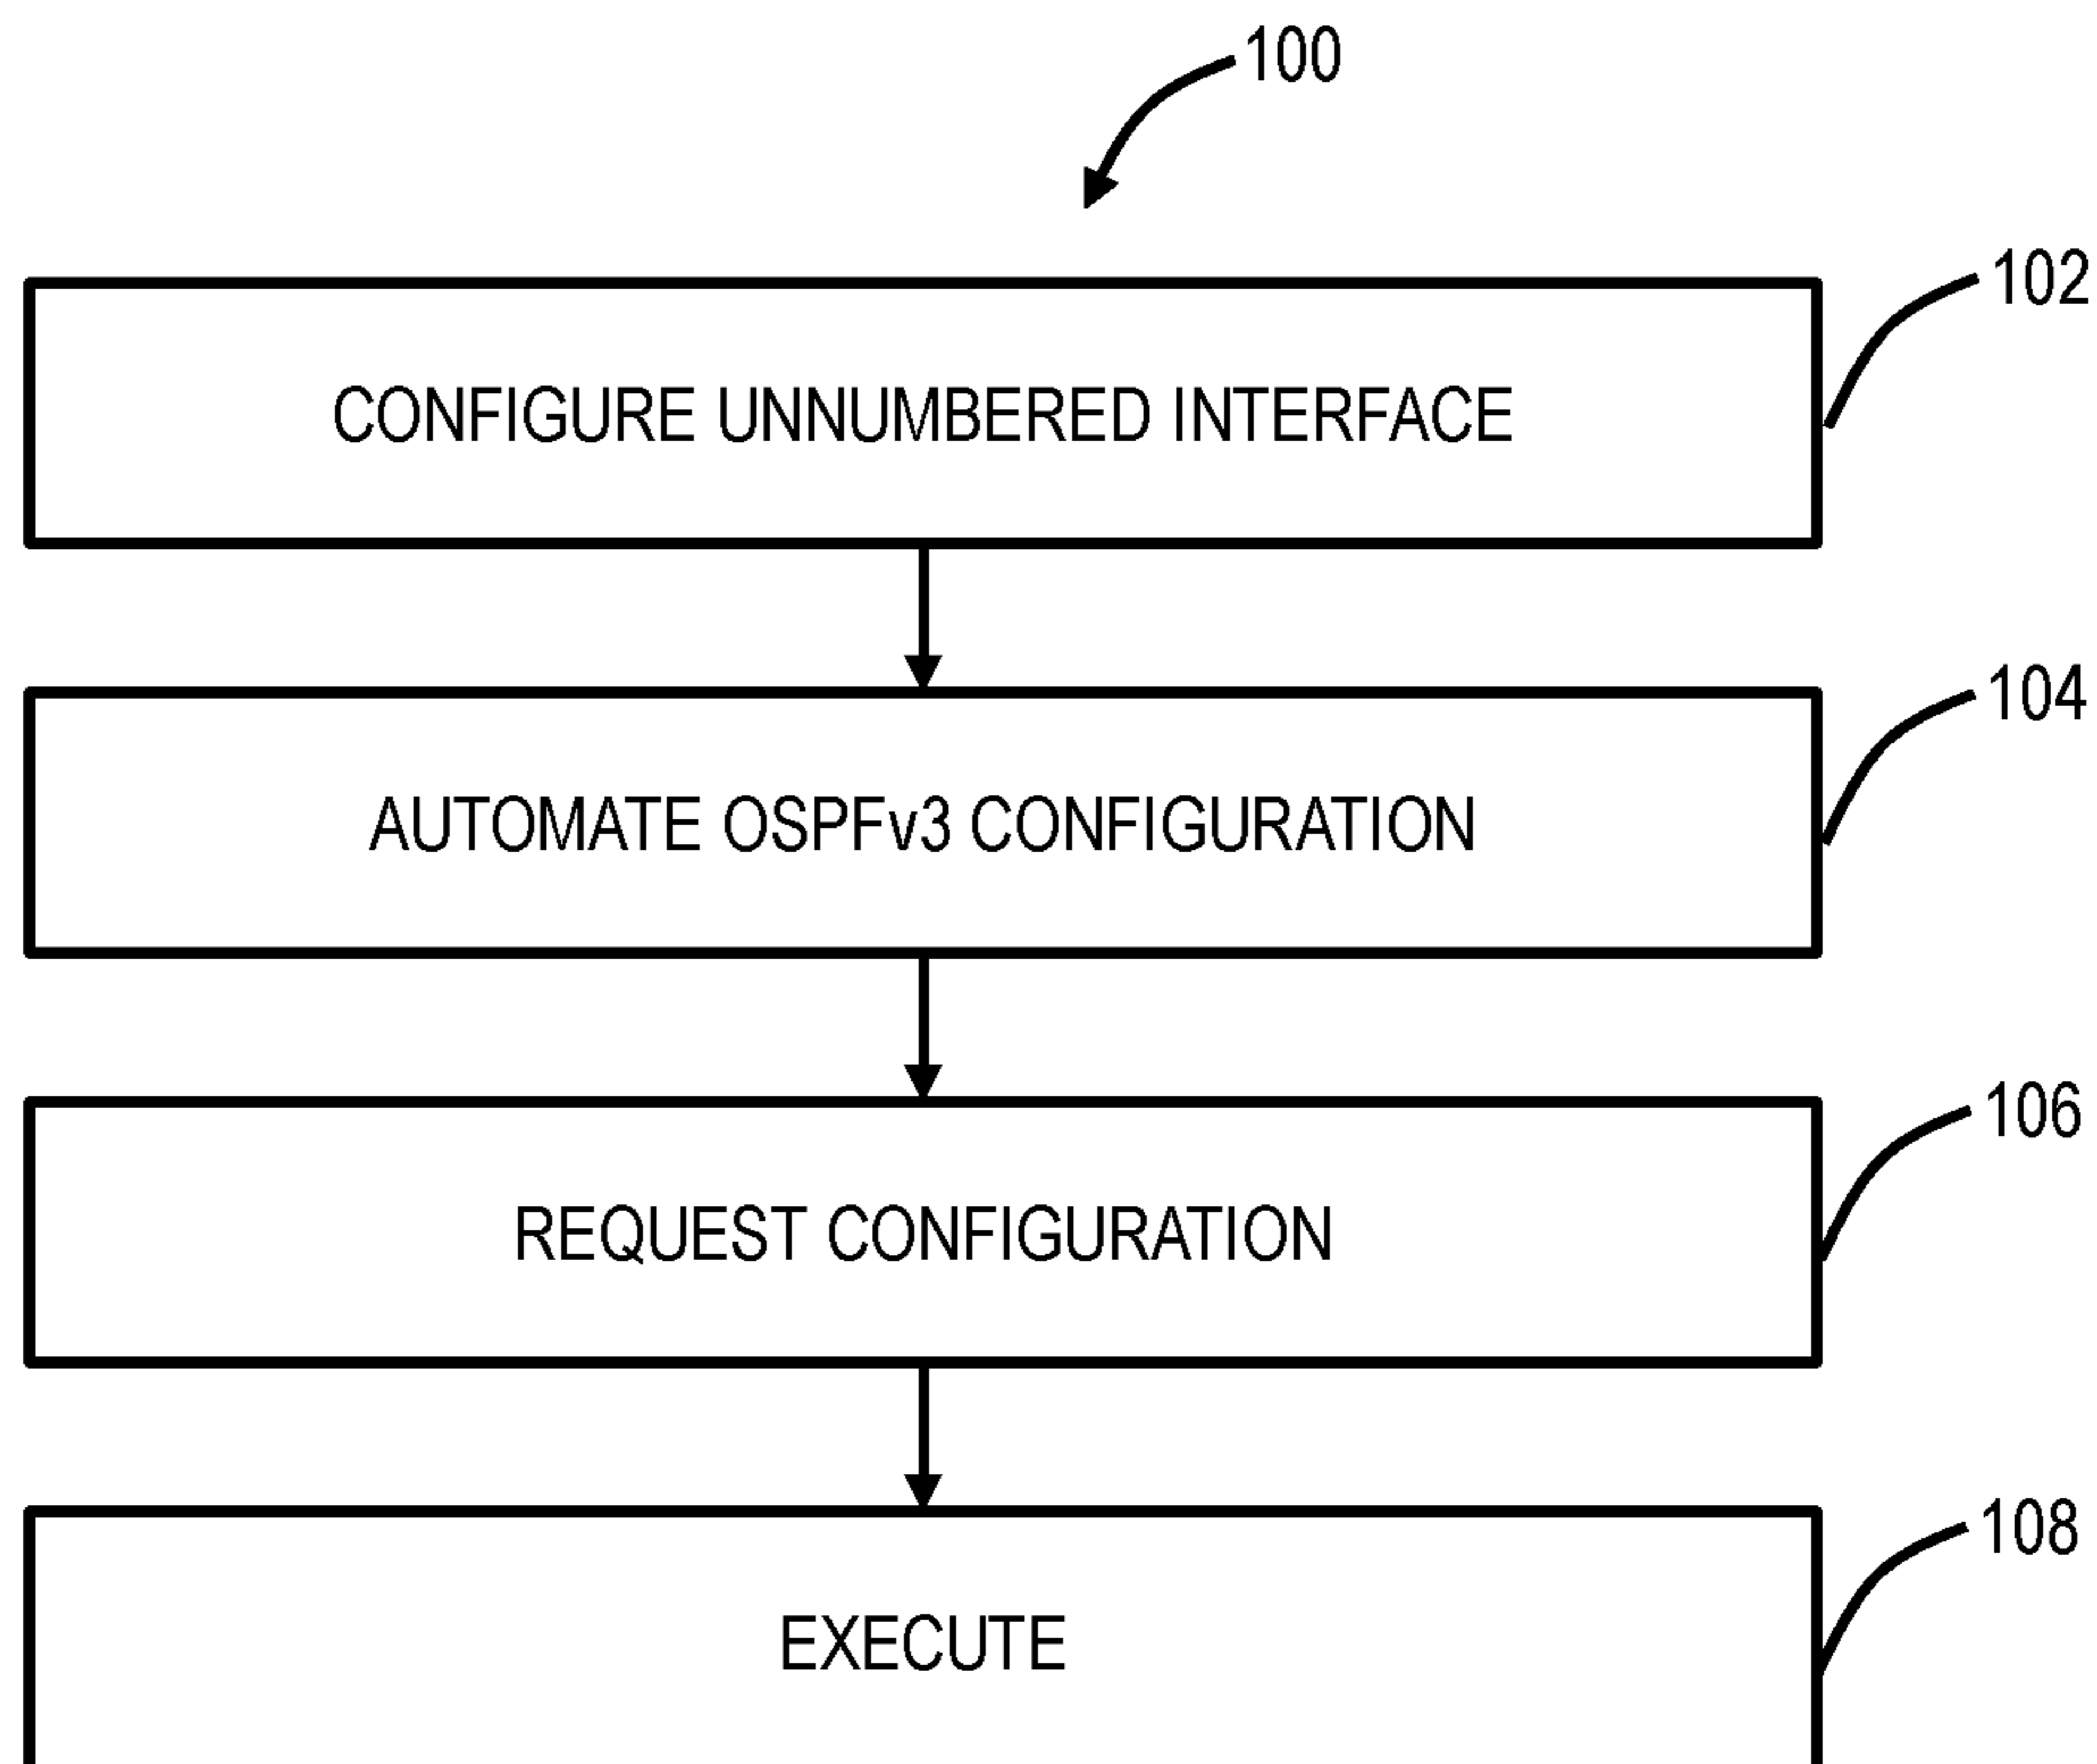 100
102
CONFIGURE UNNUMBERED INTERFACE
104
AUTOMATE OSPFv3 CONFIGURATION
106
REQUEST CONFIGURATION
108
EXECUTE